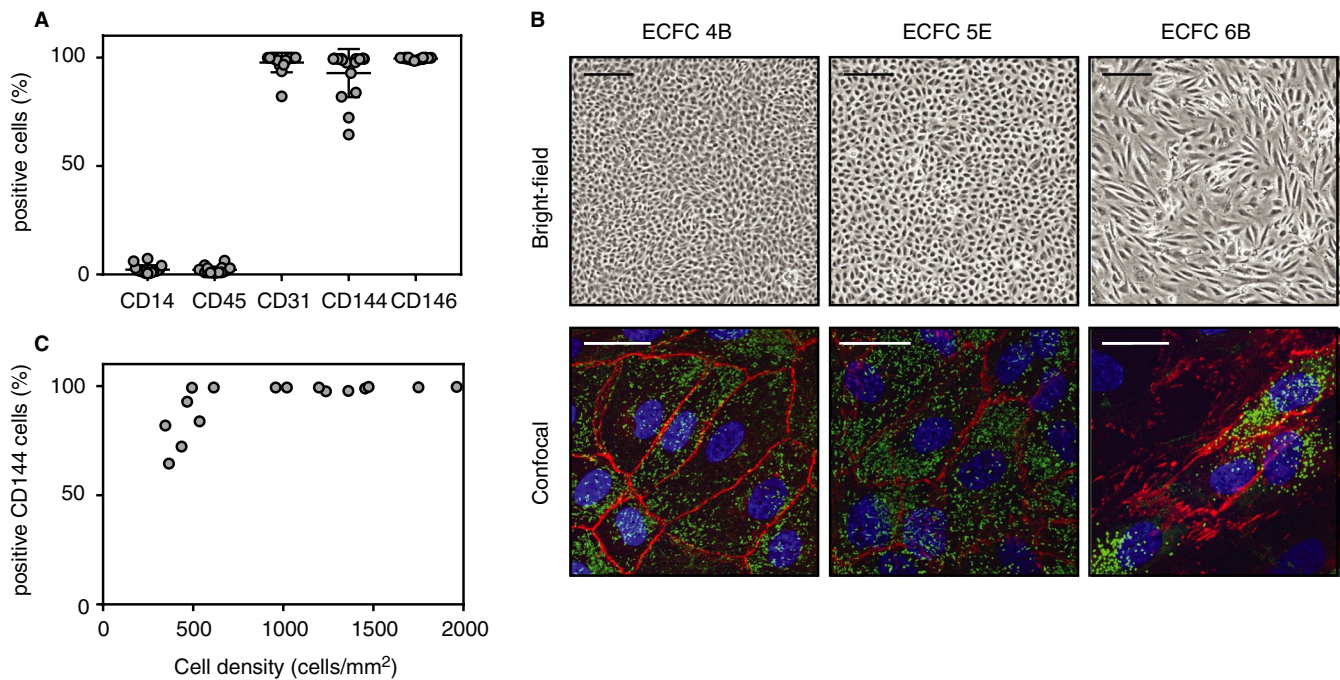 A
positive cells (%)
100
50
0
CD14 CD45 CD31 CD144 CD146
B
ECFC 4B ECFC 5E ECFC 6B
Bright-field
Confocal
C
positive CD144 cells (%)
100
50
0
0 500 1000 1500 2000
Cell density (cells/mm²)